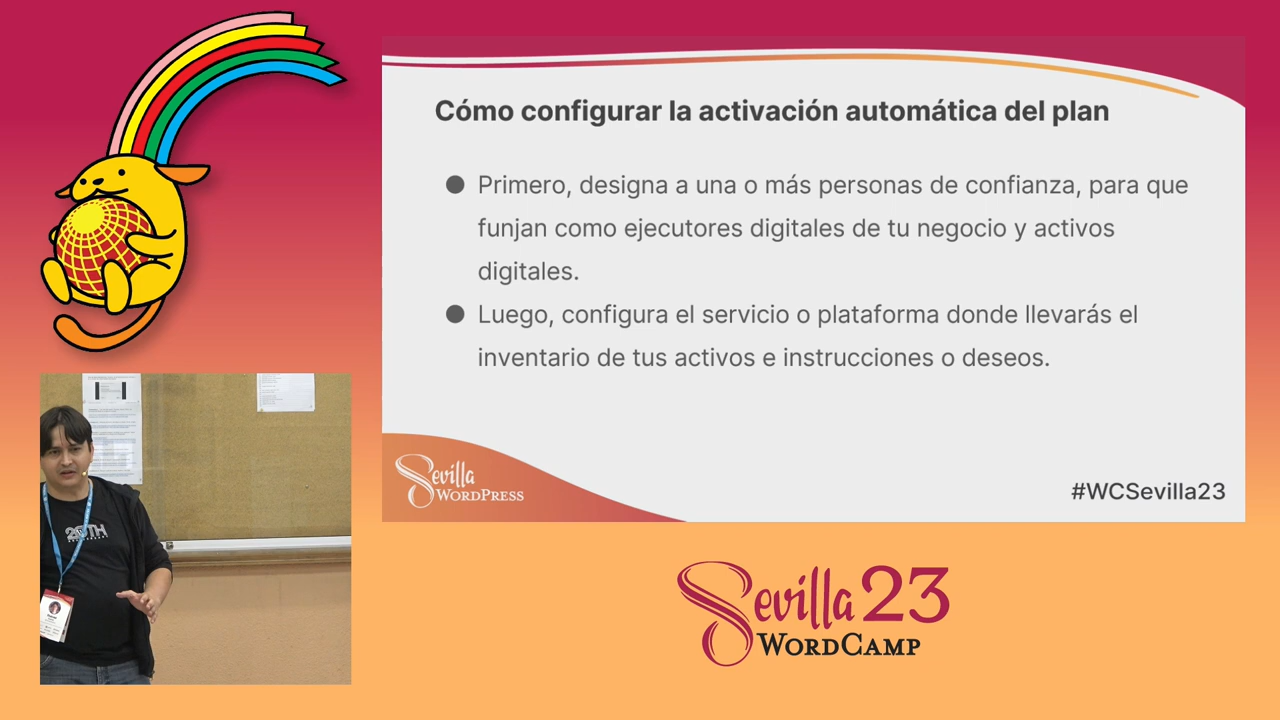 Cómo configurar la activación automática del plan
● Primero, designa a una o más personas de confianza, para que
funjan como ejecutores digitales de tu negocio y activos
digitales.
● Luego, configura el servicio o plataforma donde llevarás el
inventario de tus activos e instrucciones o deseos.
Sevilla
WORDPRESS
#WCSevilla23
20TH
Sevilla 23
WORDCAMP